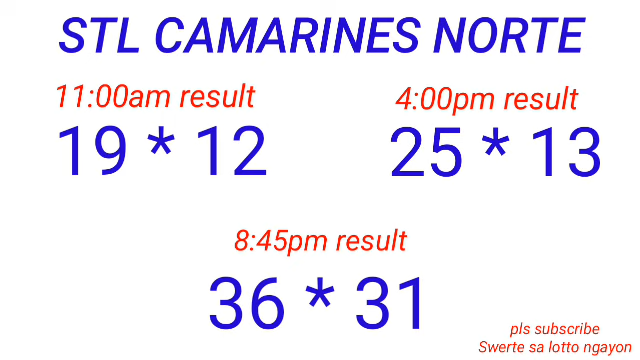 STL CAMARINES NORTE
11:00am result
19 * 12
4:00pm result
25 * 13
8:45pm result
36 * 31
pls subscribe
Swerte sa lotto ngayon